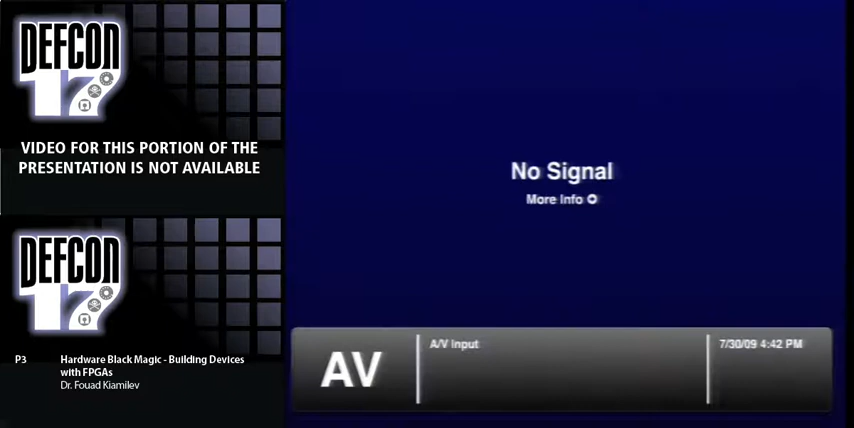 DEFCON
17
VIDEO FOR THIS PORTION OF THE
PRESENTATION IS NOT AVAILABLE
DEFCON
17
P3 Hardware Black Magic - Building Devices
with FPGAs
Dr. Fouad Kiamilev
No Signal
More Info
AV
A/V Input
7/30/09 4:42 PM